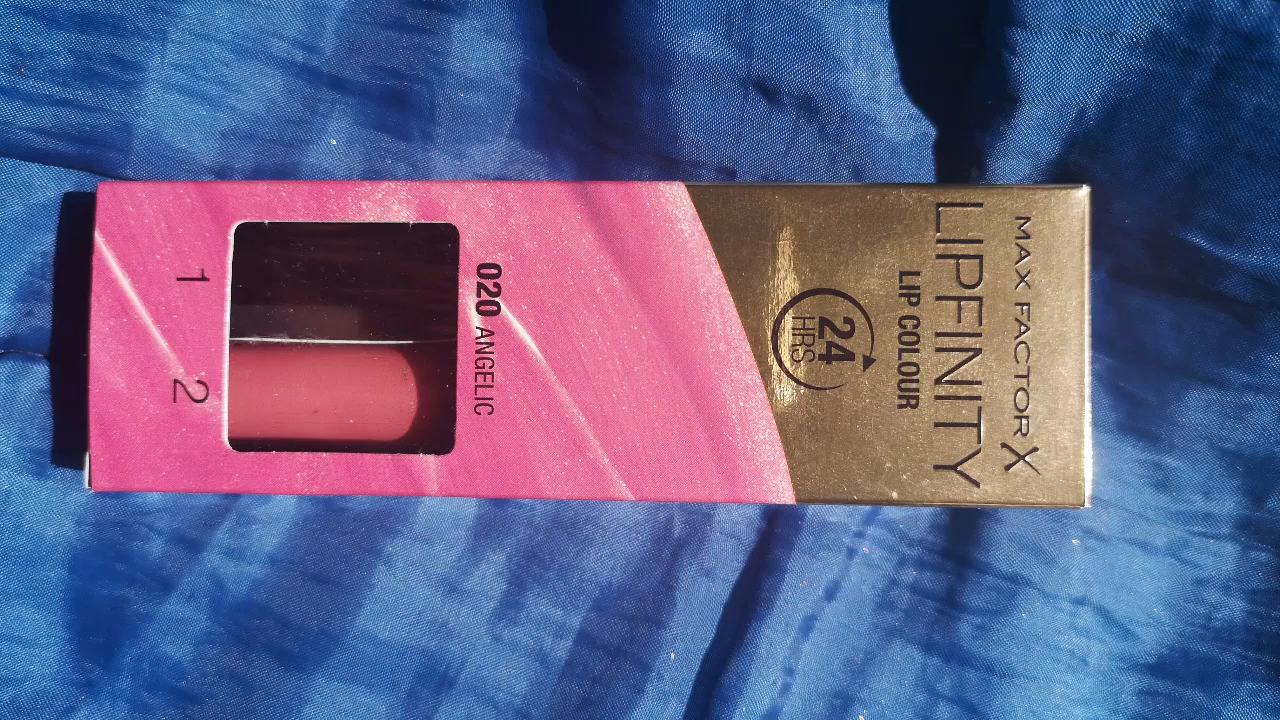 MAX FACTOR X
LIPFINITY
LIP COLOUR
24
HRS
020 ANGELIC
1 2